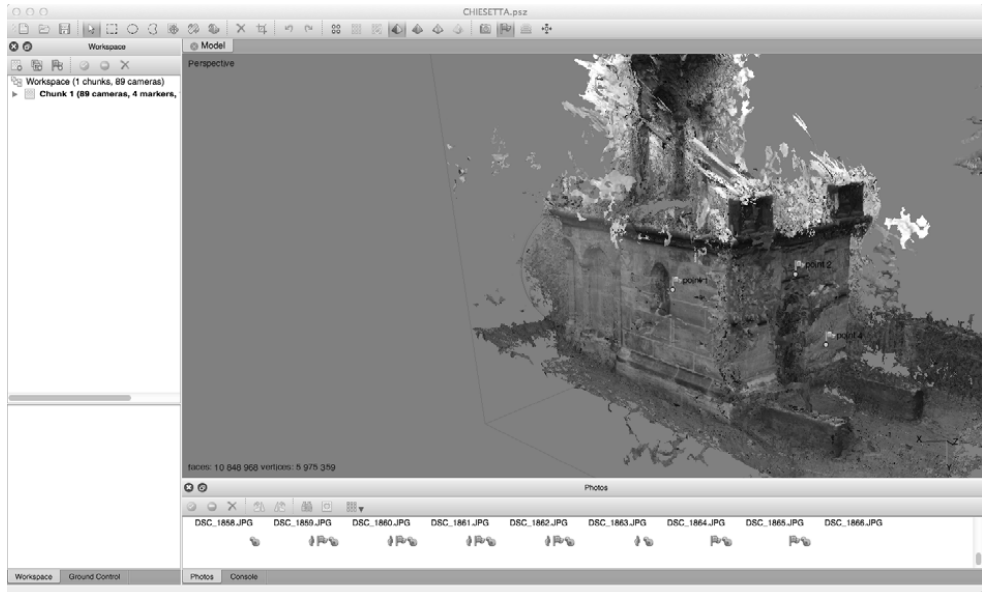 CHIESETTA.psz
Workspace
Model
Workspace (1 chunks, 89 cameras)
Chunk 1 (89 cameras, 4 markers,
Perspective
point 1
point 2
point 4
X
Z
Y
faces: 10 848 968 vertices: 5 975 359
Photos
DSC_1858.JPG DSC_1859.JPG DSC_1860.JPG DSC_1861.JPG DSC_1862.JPG DSC_1863.JPG DSC_1864.JPG DSC_1865.JPG DSC_1866.JPG
Workspace Ground Control Photos Console